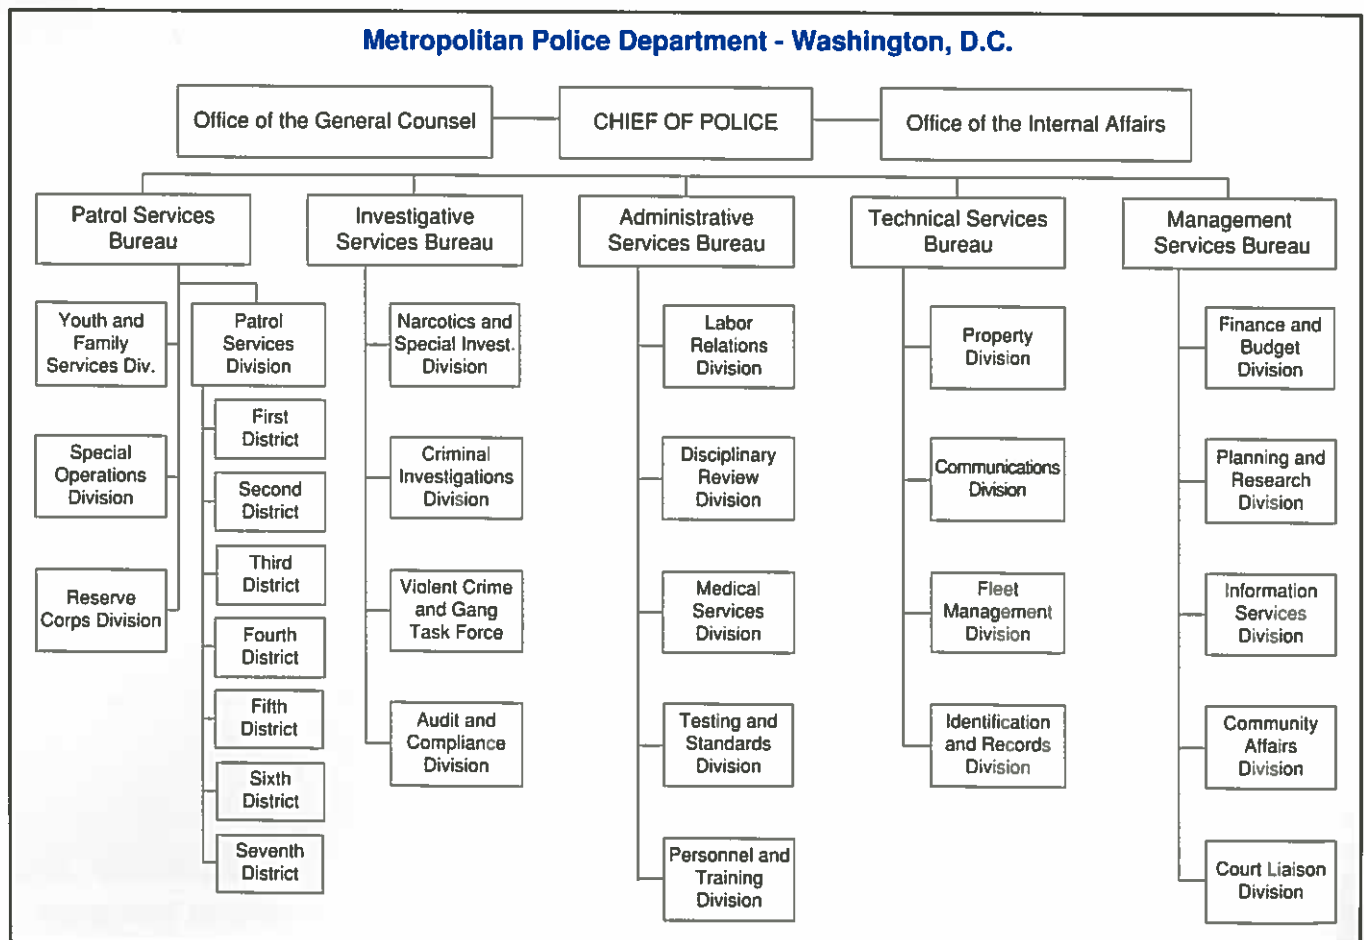 Metropolitan Police Department - Washington, D.C.
Office of the General Counsel
CHIEF OF POLICE
Office of the Internal Affairs
Patrol Services
Bureau
Investigative
Services Bureau
Administrative
Services Bureau
Technical Services
Bureau
Management
Services Bureau
Youth and
Family
Services Div.
Special
Operations
Division
Reserve
Corps Division
Patrol
Services
Division
First
District
Second
District
Third
District
Fourth
District
Fifth
District
Sixth
District
Seventh
District
Narcotics and
Special Invest.
Division
Criminal
Investigations
Division
Violent Crime
and Gang
Task Force
Audit and
Compliance
Division
Labor
Relations
Division
Disciplinary
Review
Division
Medical
Services
Division
Testing and
Standards
Division
Personnel and
Training
Division
Property
Division
Communications
Division
Fleet
Management
Division
Identification
and Records
Division
Finance and
Budget
Division
Planning and
Research
Division
Information
Services
Division
Community
Affairs
Division
Court Liaison
Division